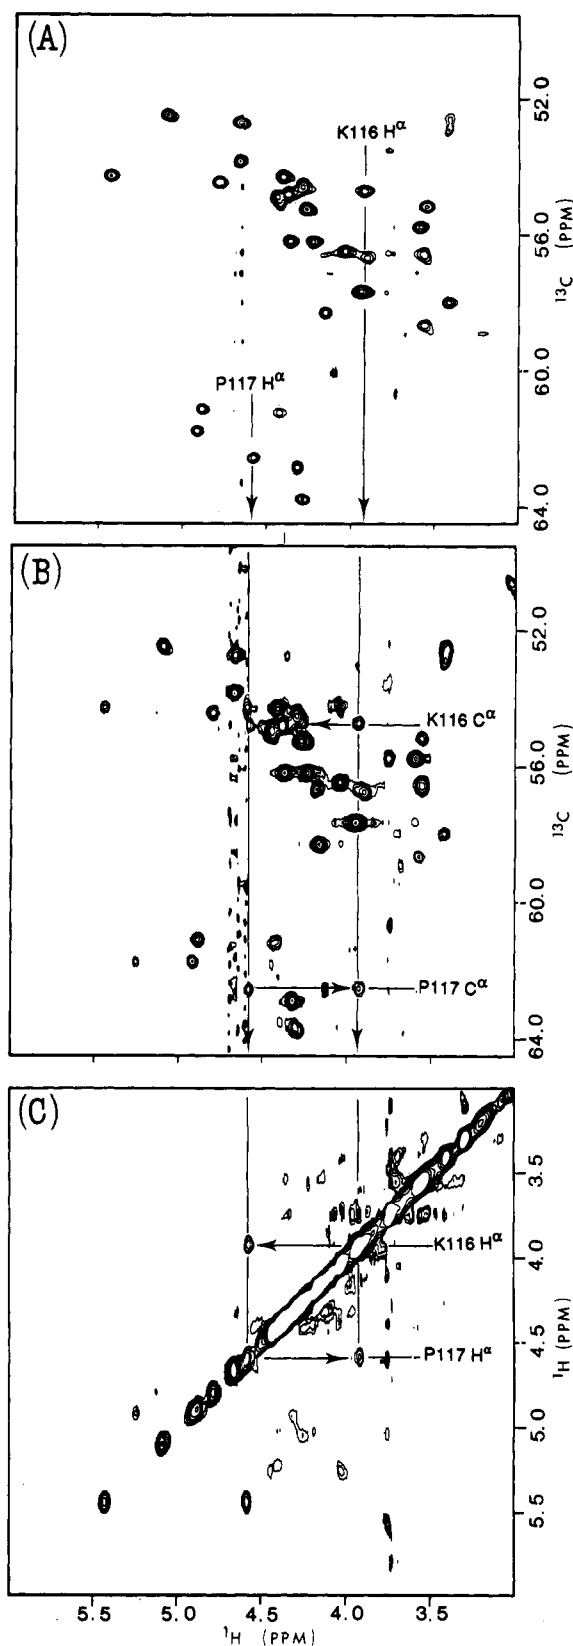 (A)
K116 Hα
P117 Hα
52.0
56.0
60.0
64.0
13C (PPM)
(B)
K116 Cα
P117 Cα
52.0
56.0
60.0
64.0
13C (PPM)
(C)
K116 Hα
P117 Hα
3.5
4.0
4.5
5.0
5.5
1H (PPM)
5.5 5.0 4.5 4.0 3.5
1H (PPM)